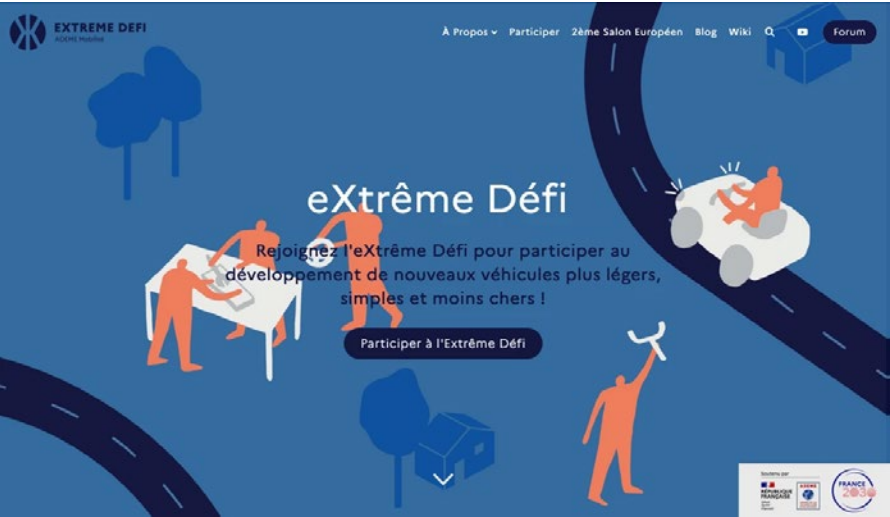 EXTREME DEFI
ADEME Mobilité
À Propos Participer 2ème Salon Européen Blog Wiki Forum
eXtrême Défi
Rejoignez l'eXtrême Défi pour participer au
développement de nouveaux véhicules plus légers,
simples et moins chers !
Participer à l'Extrême Défi
Soutenu par
RÉPUBLIQUE
FRANÇAISE
ADEME
FRANCE
2030